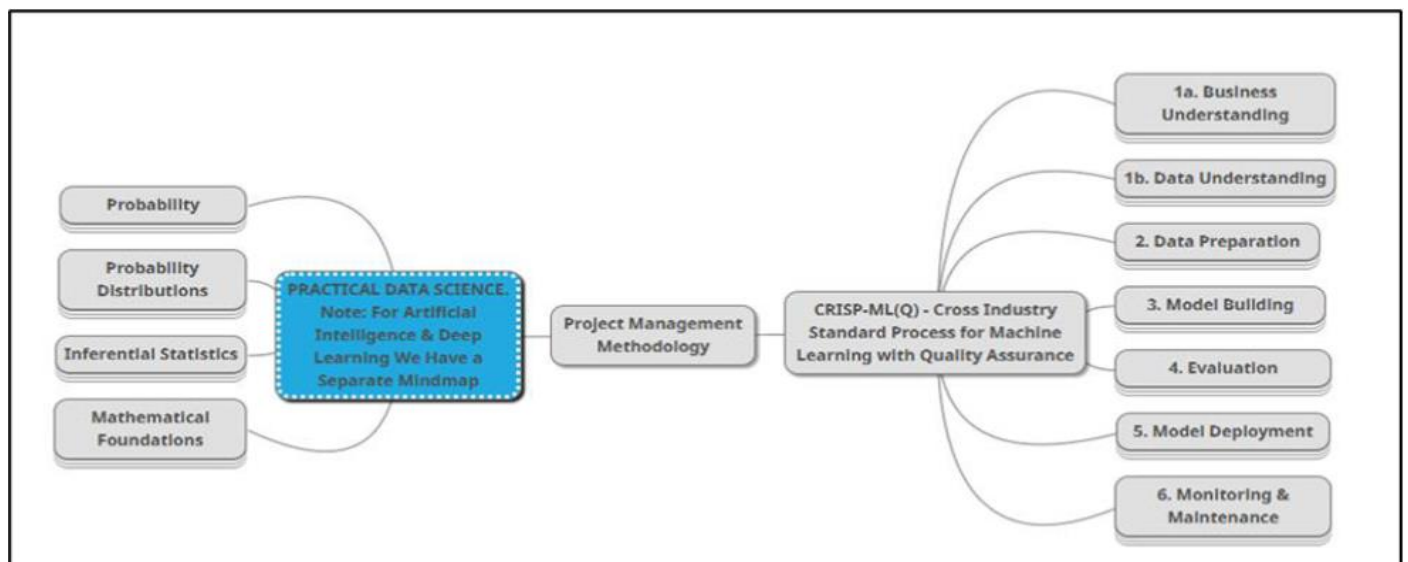 Probability
Probability
Distributions
Inferential Statistics
Mathematical
Foundations
PRACTICAL DATA SCIENCE.
Note: For Artificial
Intelligence & Deep
Learning We Have a
Separate Mindmap
Project Management
Methodology
CRISP-ML(Q) - Cross Industry
Standard Process for Machine
Learning with Quality Assurance
1a. Business
Understanding
1b. Data Understanding
2. Data Preparation
3. Model Building
4. Evaluation
5. Model Deployment
6. Monitoring &
Maintenance